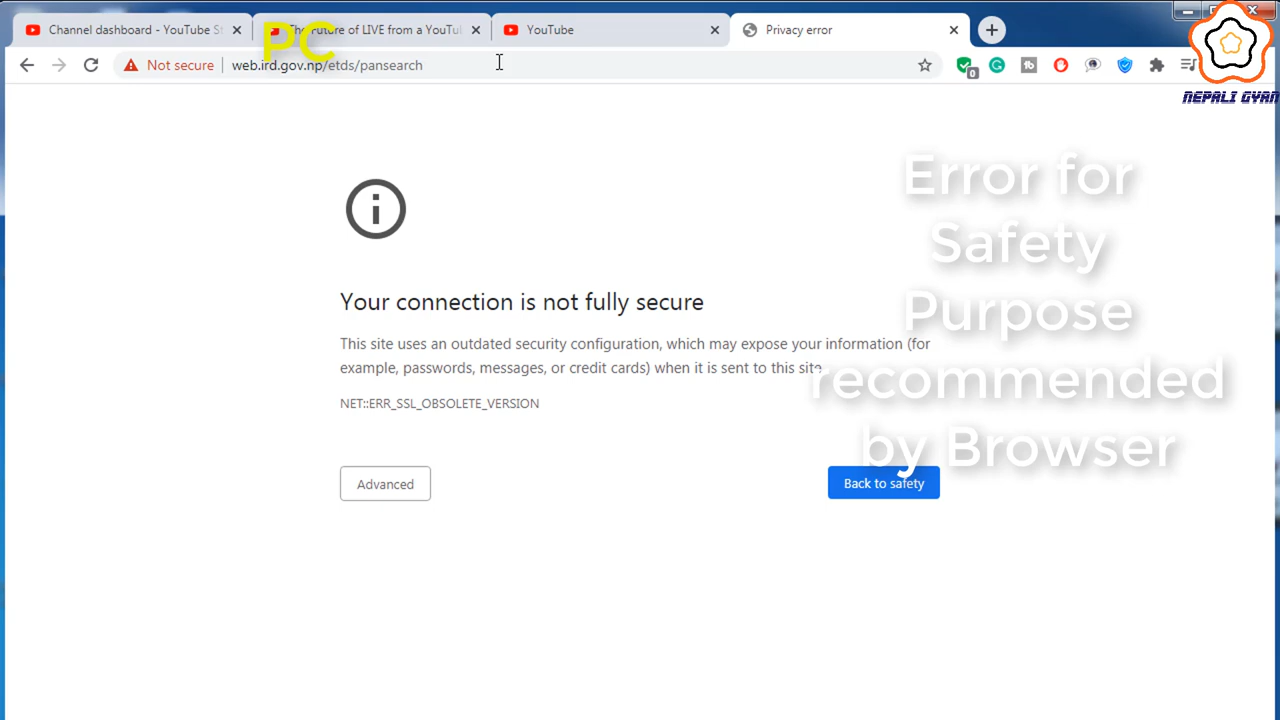 Channel dashboard - YouTube S
The Future of LIVE from a YouTu
YouTube
Privacy error
PC
Not secure
web.ird.gov.np/etds/pansearch
0
tb
NEPALI GYAN
Error for
Safety
Purpose
recommended
by Browser
Your connection is not fully secure
This site uses an outdated security configuration, which may expose your information (for
example, passwords, messages, or credit cards) when it is sent to this site.
NET::ERR_SSL_OBSOLETE_VERSION
Advanced
Back to safety